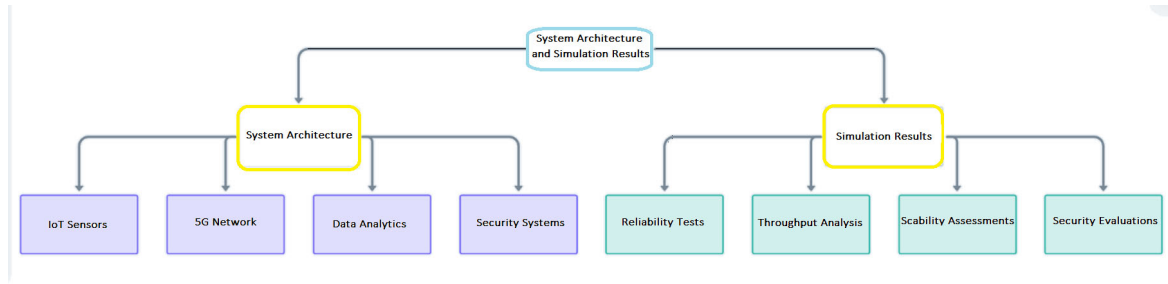 System Architecture
and Simulation Results
System Architecture
Simulation Results
IoT Sensors
5G Network
Data Analytics
Security Systems
Reliability Tests
Throughput Analysis
Scability Assessments
Security Evaluations